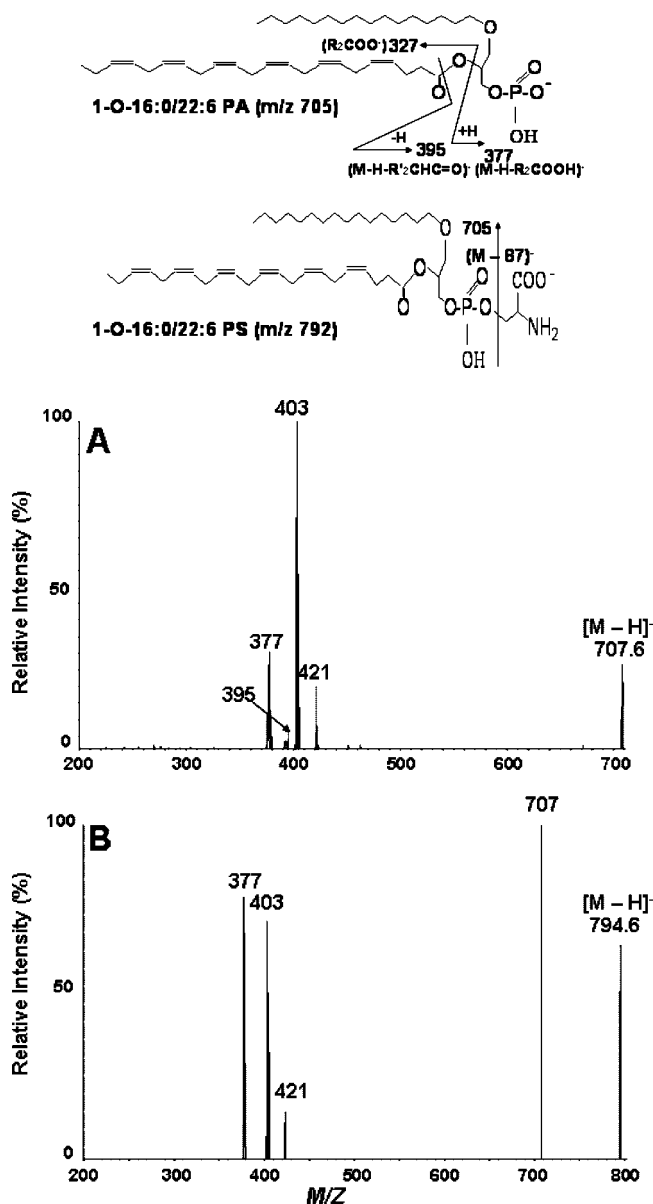 O
(R₂COO⁻)327
O
O
O
O-P-O⁻
OH
1-O-16:0/22:6 PA (m/z 705)
-H
+H
395
377
(M-H-R'₂CHC=O)⁻ (M-H-R₂COOH)⁻
O
705
(M – 87)⁻
O
O
COO⁻
O
O-P-O
NH₂
OH
1-O-16:0/22:6 PS (m/z 792)
A
Relative Intensity (%)
100
50
0
403
377
395
421
[M – H]⁻
707.6
200 300 400 500 600 700
B
Relative Intensity (%)
100
50
0
707
377
403
421
[M – H]⁻
794.6
200 300 400 500 600 700 800
M/Z